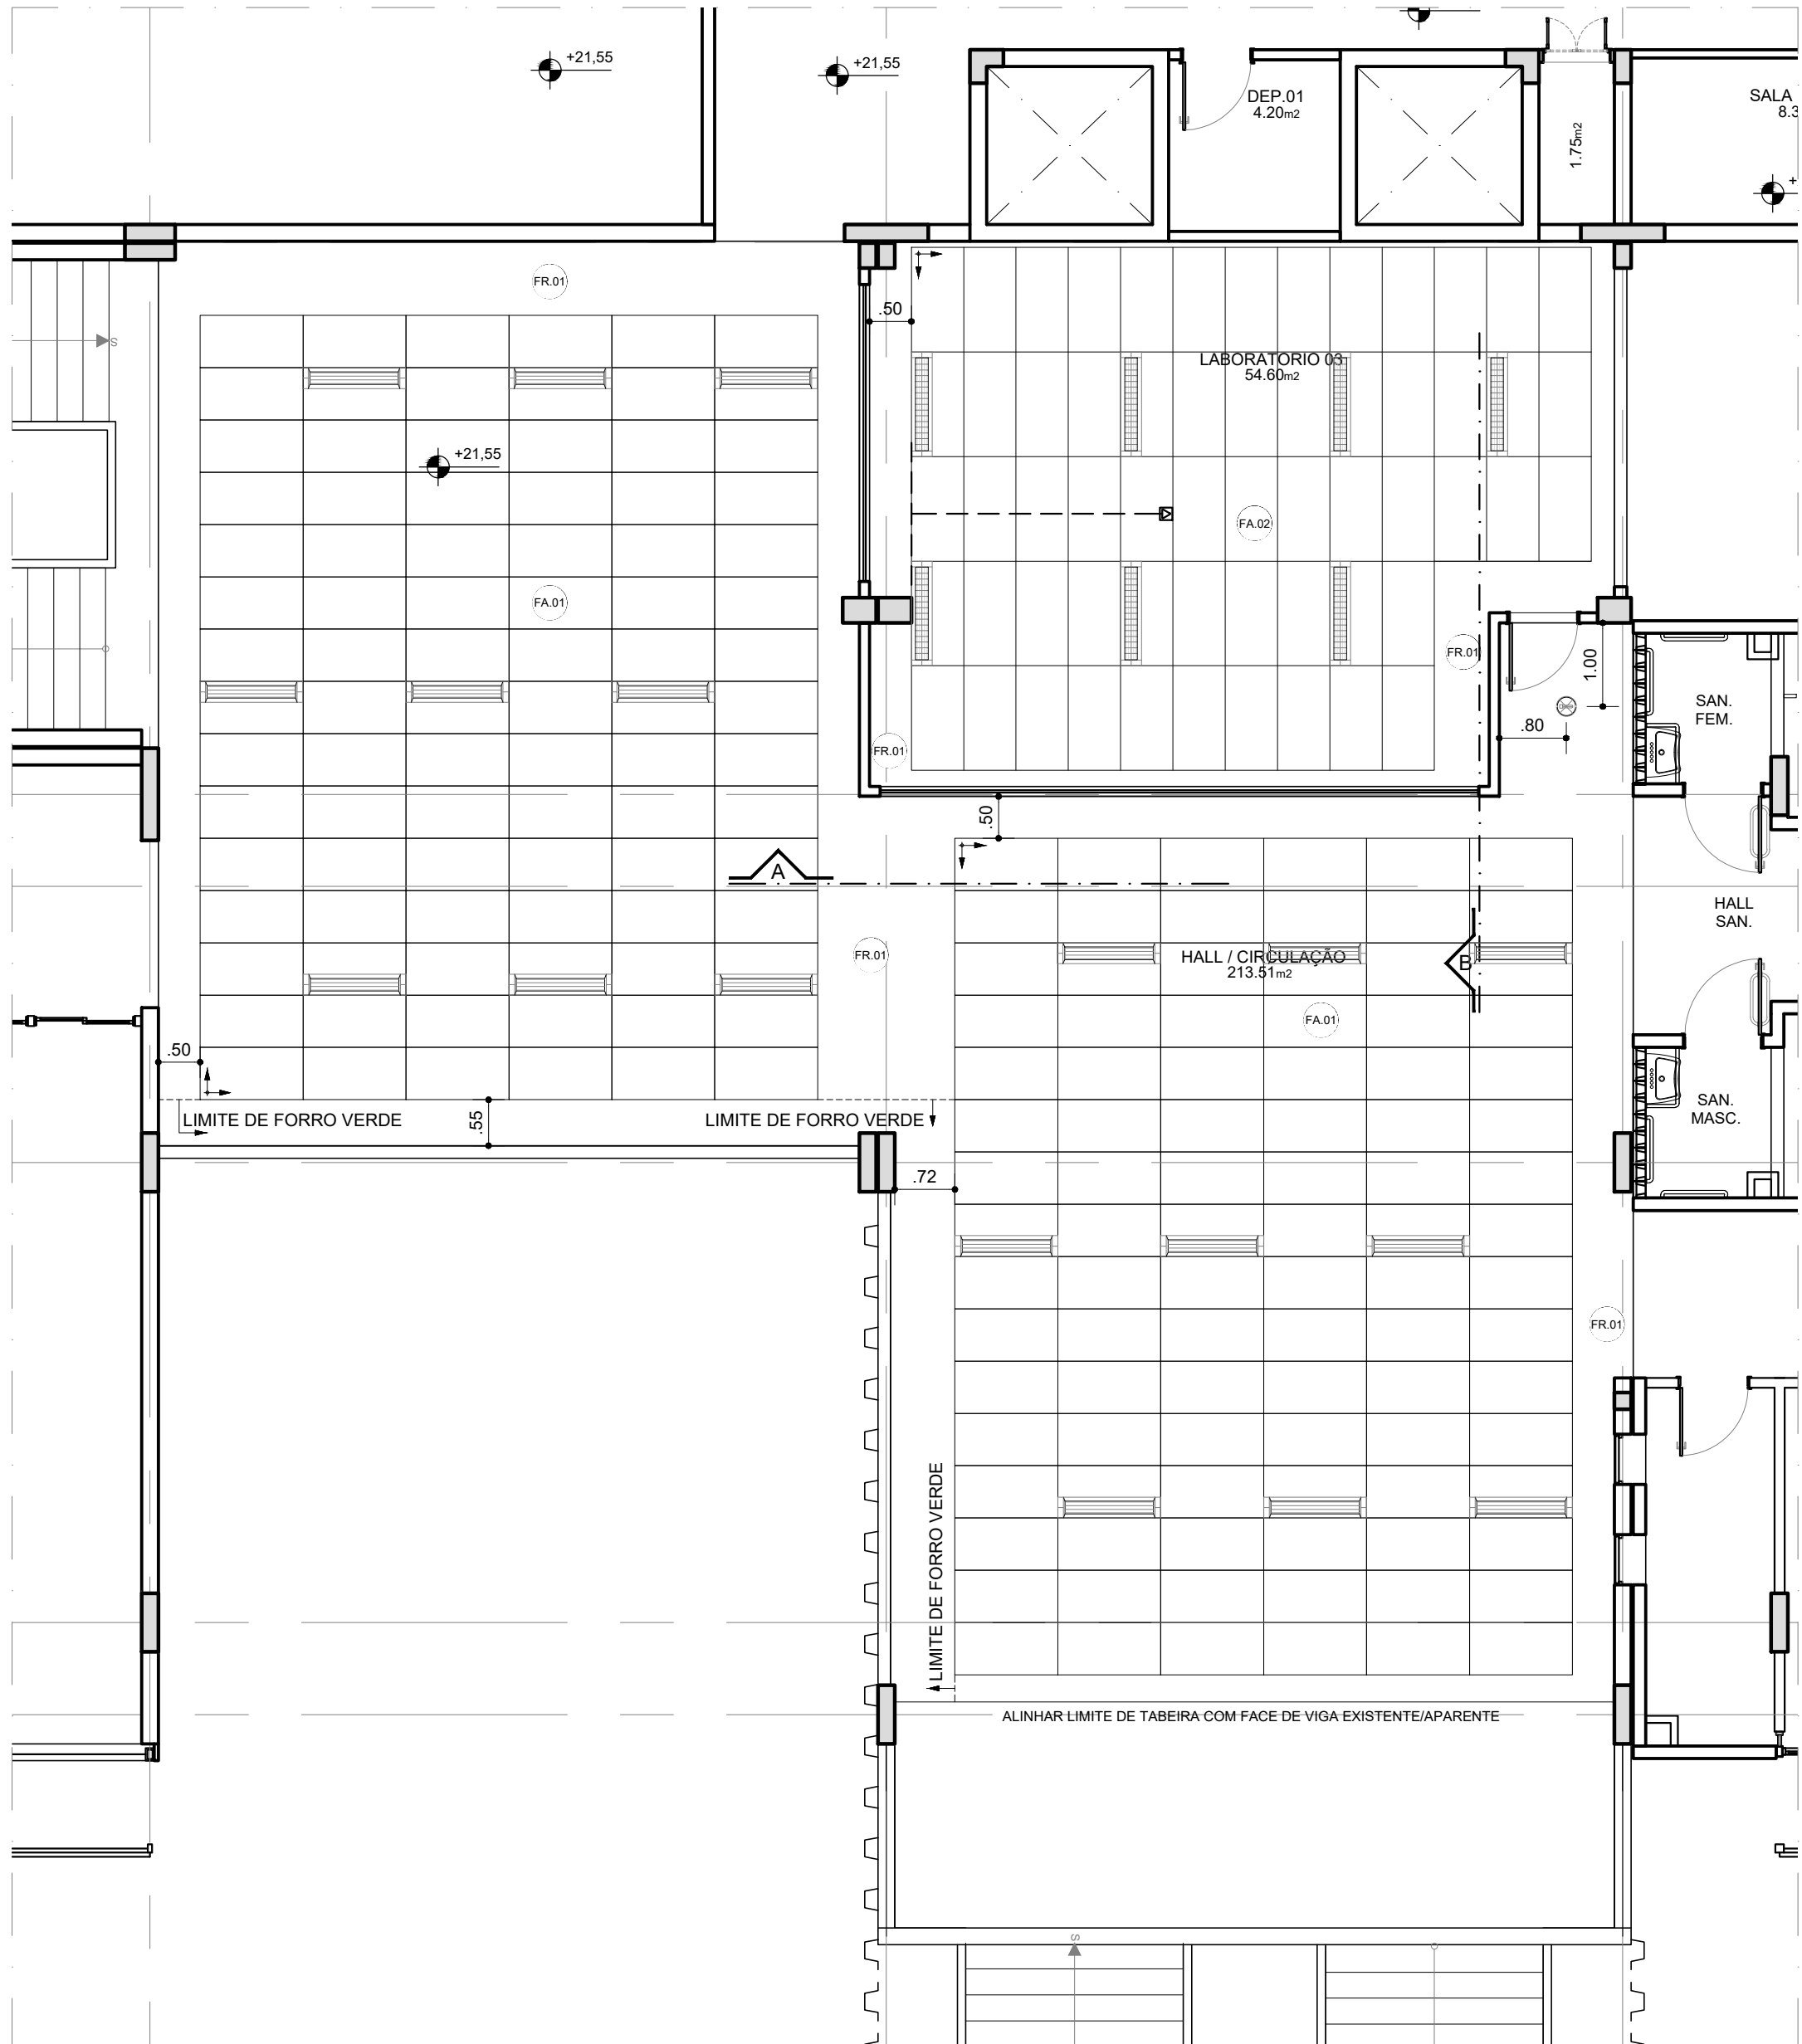 +21,55
+21,55
DEP.01
4.20m2
1.75m2
SALA
8.3
+
FR.01
.50
S
LABORATORIO 03
54.60m2
+21,55
FA.02
FA.01
FR.01
1.00
.80
SAN.
FEM.
FR.01
.50
A
HALL
SAN.
FR.01
HALL / CIRCULAÇÃO
213.51m2
B
FA.01
.50
LIMITE DE FORRO VERDE
.55
LIMITE DE FORRO VERDE
SAN.
MASC.
.72
FR.01
LIMITE DE FORRO VERDE
ALINHAR LIMITE DE TABEIRA COM FACE DE VIGA EXISTENTE/APARENTE
S